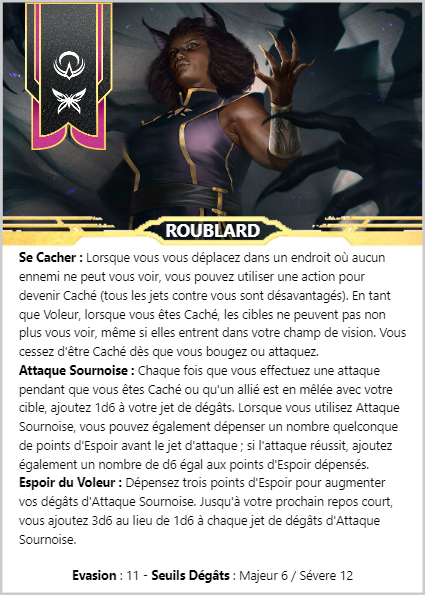 ROUBLARD
Se Cacher : Lorsque vous vous déplacez dans un endroit où aucun
ennemi ne peut vous voir, vous pouvez utiliser une action pour
devenir Caché (tous les jets contre vous sont désavantagés). En tant
que Voleur, lorsque vous êtes Caché, les cibles ne peuvent pas non
plus vous voir, même si elles entrent dans votre champ de vision. Vous
cessez d'être Caché dès que vous bougez ou attaquez.
Attaque Sournoise : Chaque fois que vous effectuez une attaque
pendant que vous êtes Caché ou qu'un allié est en mêlée avec votre
cible, ajoutez 1d6 à votre jet de dégâts. Lorsque vous utilisez Attaque
Sournoise, vous pouvez également dépenser un nombre quelconque
de points d'Espoir avant le jet d'attaque ; si l'attaque réussit, ajoutez
également un nombre de d6 égal aux points d'Espoir dépensés.
Espoir du Voleur : Dépensez trois points d'Espoir pour augmenter
vos dégâts d'Attaque Sournoise. Jusqu'à votre prochain repos court,
vous ajoutez 3d6 au lieu de 1d6 à chaque jet de dégâts d'Attaque
Sournoise.
Evasion : 11 - Seuils Dégâts : Majeur 6 / Sévère 12